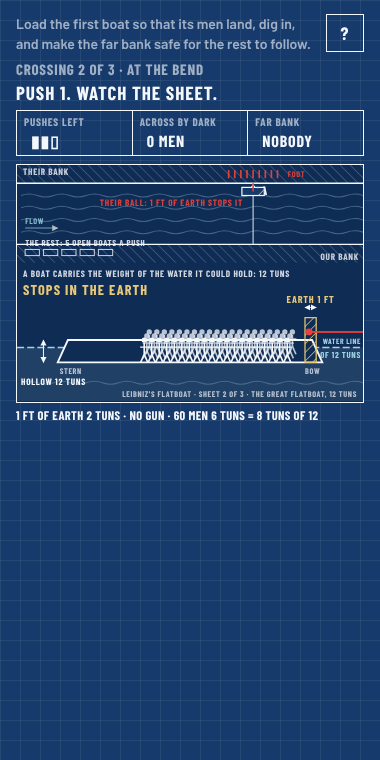 Load the first boat so that its men land, dig in,
and make the far bank safe for the rest to follow.
?
CROSSING 2 OF 3 · AT THE BEND
PUSH 1. WATCH THE SHEET.
PUSHES LEFT
ACROSS BY DARK
0 MEN
FAR BANK
NOBODY
THEIR BANK
FOOT
THEIR BALL: 1 FT OF EARTH STOPS IT
FLOW
THE REST: 5 OPEN BOATS A PUSH
OUR BANK
A BOAT CARRIES THE WEIGHT OF THE WATER IT COULD HOLD: 12 TUNS
STOPS IN THE EARTH
EARTH 1 FT
WATER LINE
OF 12 TUNS
STERN
BOW
HOLLOW 12 TUNS
LEIBNIZ'S FLATBOAT · SHEET 2 OF 3 · THE GREAT FLATBOAT, 12 TUNS
1 FT OF EARTH 2 TUNS · NO GUN · 60 MEN 6 TUNS = 8 TUNS OF 12